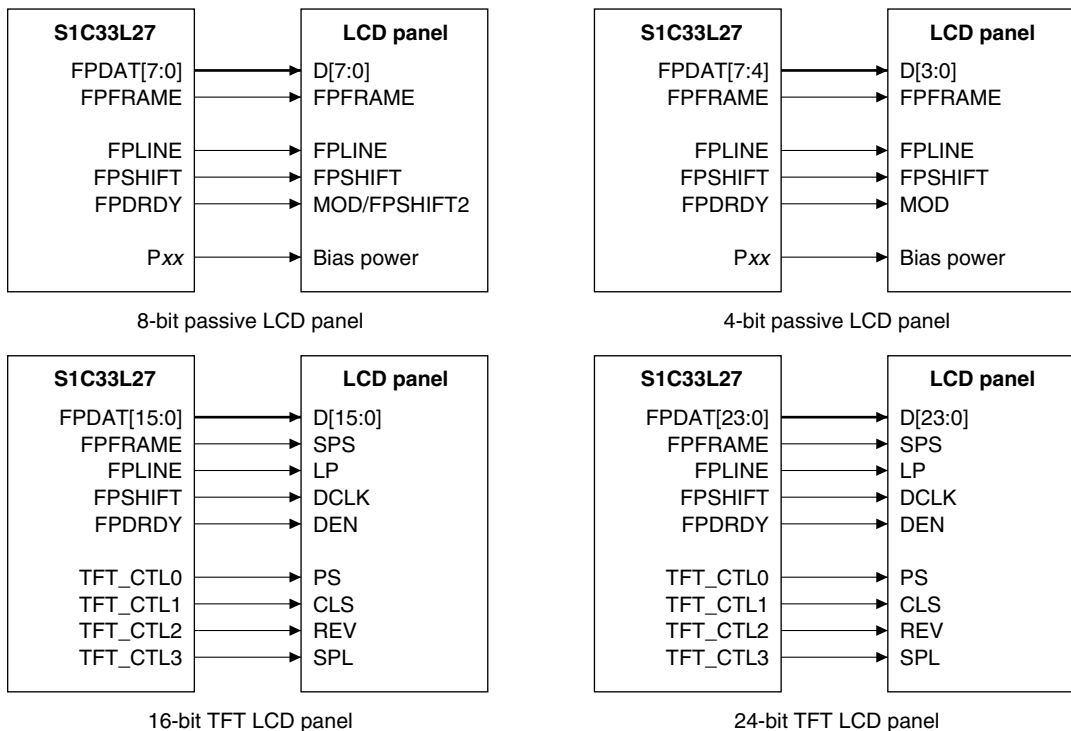 S1C33L27 LCD panel
FPDAT[7:0] D[7:0]
FPFRAME FPFRAME
FPLINE FPLINE
FPSHIFT FPSHIFT
FPDRDY MOD/FPSHIFT2
Pxx Bias power
8-bit passive LCD panel
S1C33L27 LCD panel
FPDAT[7:4] D[3:0]
FPFRAME FPFRAME
FPLINE FPLINE
FPSHIFT FPSHIFT
FPDRDY MOD
Pxx Bias power
4-bit passive LCD panel
S1C33L27 LCD panel
FPDAT[15:0] D[15:0]
FPFRAME SPS
FPLINE LP
FPSHIFT DCLK
FPDRDY DEN
TFT_CTL0 PS
TFT_CTL1 CLS
TFT_CTL2 REV
TFT_CTL3 SPL
16-bit TFT LCD panel
S1C33L27 LCD panel
FPDAT[23:0] D[23:0]
FPFRAME SPS
FPLINE LP
FPSHIFT DCLK
FPDRDY DEN
TFT_CTL0 PS
TFT_CTL1 CLS
TFT_CTL2 REV
TFT_CTL3 SPL
24-bit TFT LCD panel